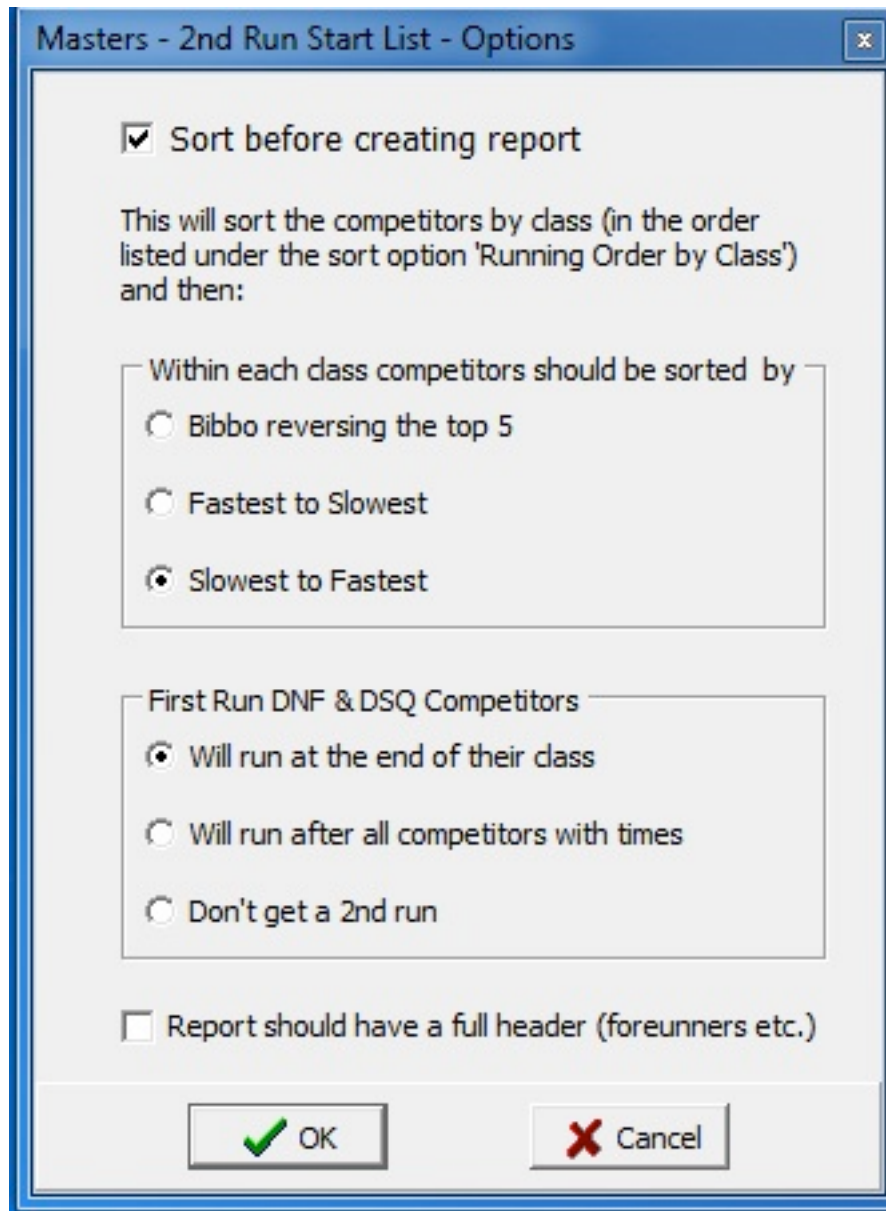 Masters - 2nd Run Start List - Options
Sort before creating report
This will sort the competitors by class (in the order
listed under the sort option 'Running Order by Class')
and then:
Within each class competitors should be sorted  by
Bibbo reversing the top 5
Fastest to Slowest
Slowest to Fastest
First Run DNF & DSQ Competitors
Will run at the end of their class
Will run after all competitors with times
Don't get a 2nd run
Report should have a full header (foreunners etc.)
OK
Cancel